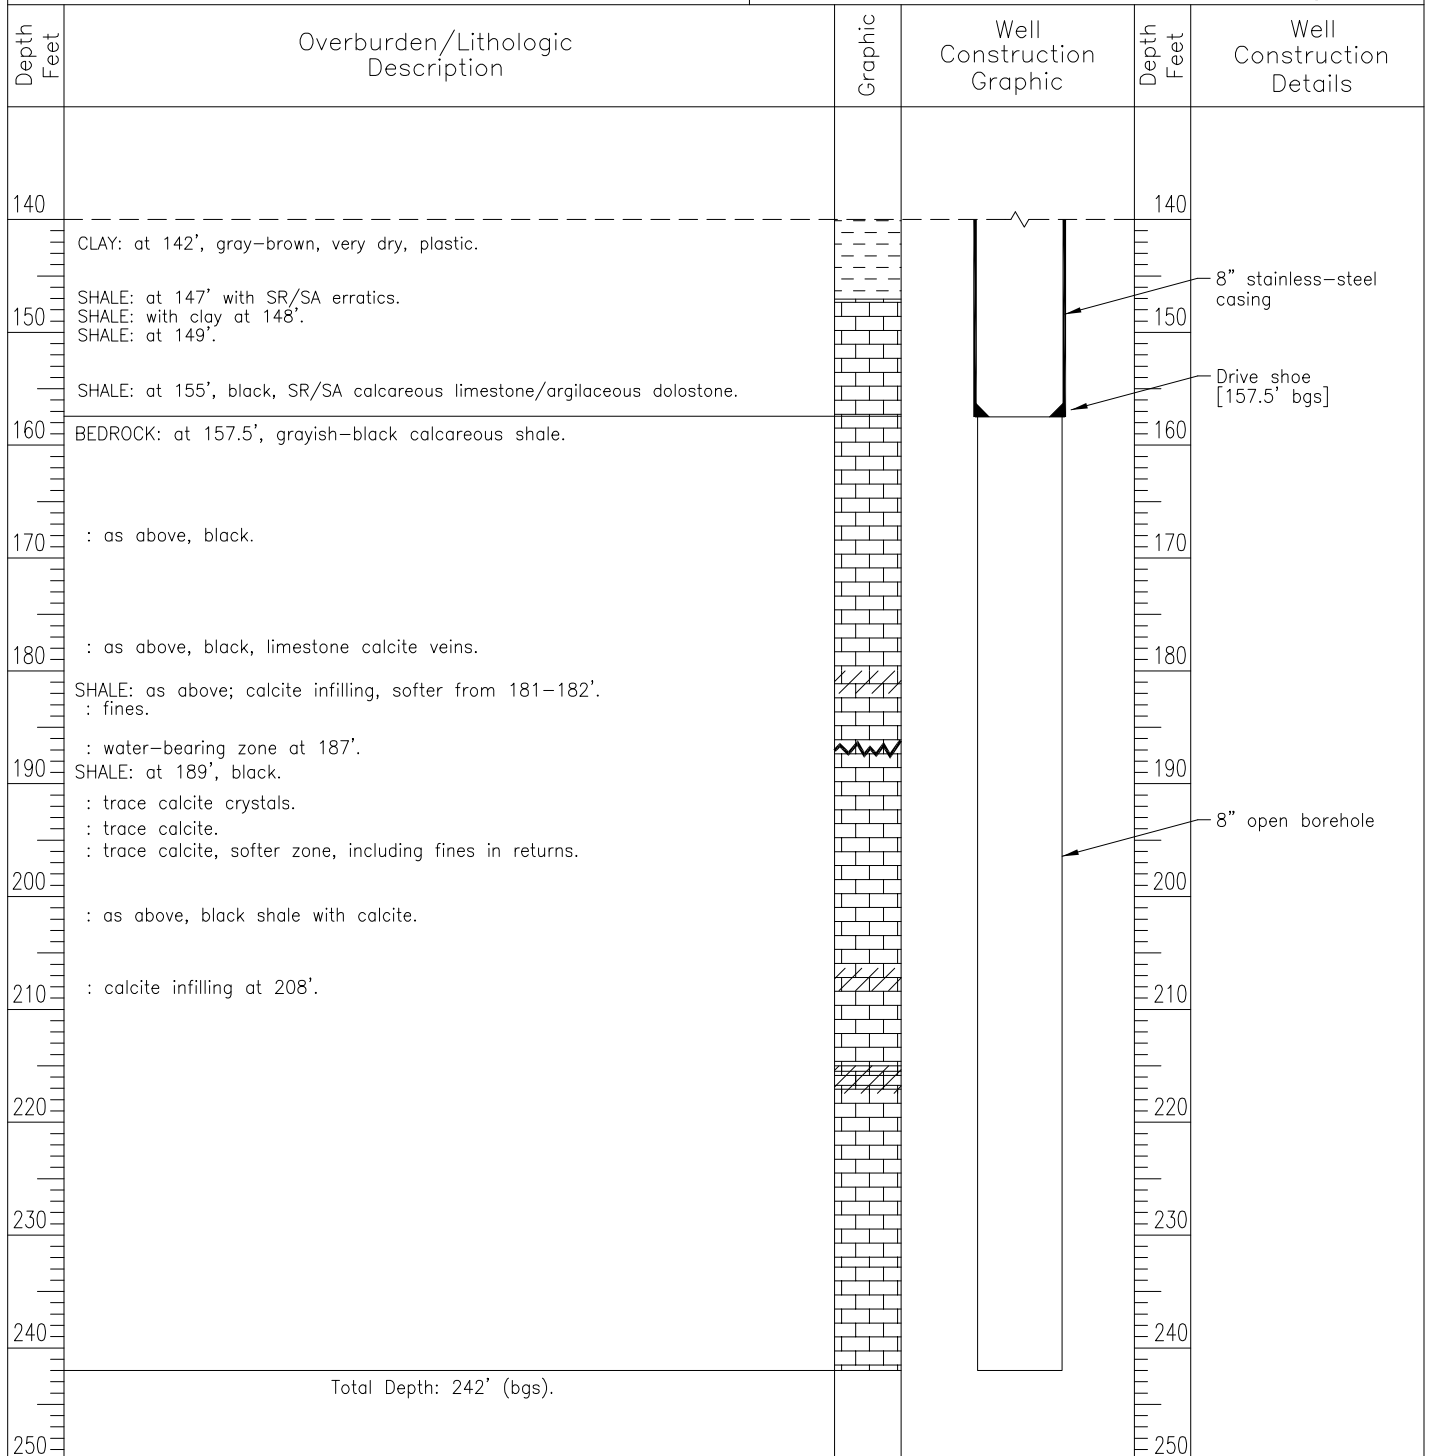 Depth
Feet
Overburden/Lithologic
Description
Graphic
Well
Construction
Graphic
Depth
Feet
Well
Construction
Details
140
150
160
170
180
190
200
210
220
230
240
250
CLAY: at 142', gray-brown, very dry, plastic.
SHALE: at 147' with SR/SA erratics.
SHALE: with clay at 148'.
SHALE: at 149'.
SHALE: at 155', black, SR/SA calcareous limestone/argilaceous dolostone.
BEDROCK: at 157.5', grayish-black calcareous shale.
: as above, black.
: as above, black, limestone calcite veins.
SHALE: as above; calcite infilling, softer from 181-182'.
: fines.
: water-bearing zone at 187'.
SHALE: at 189', black.
: trace calcite crystals.
: trace calcite.
: trace calcite, softer zone, including fines in returns.
: as above, black shale with calcite.
: calcite infilling at 208'.
Total Depth: 242' (bgs).
140
150
160
170
180
190
200
210
220
230
240
250
8" stainless-steel
casing
Drive shoe
[157.5' bgs]
8" open borehole